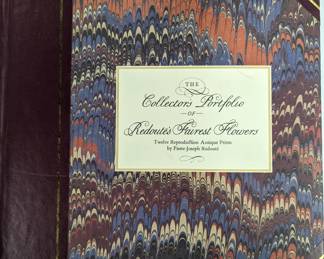 THE
Collectors Portfolio
OF
Redoutés Fairest Flowers
Twelve Reproduction Antique Prints
by Pierre Joseph Redouté